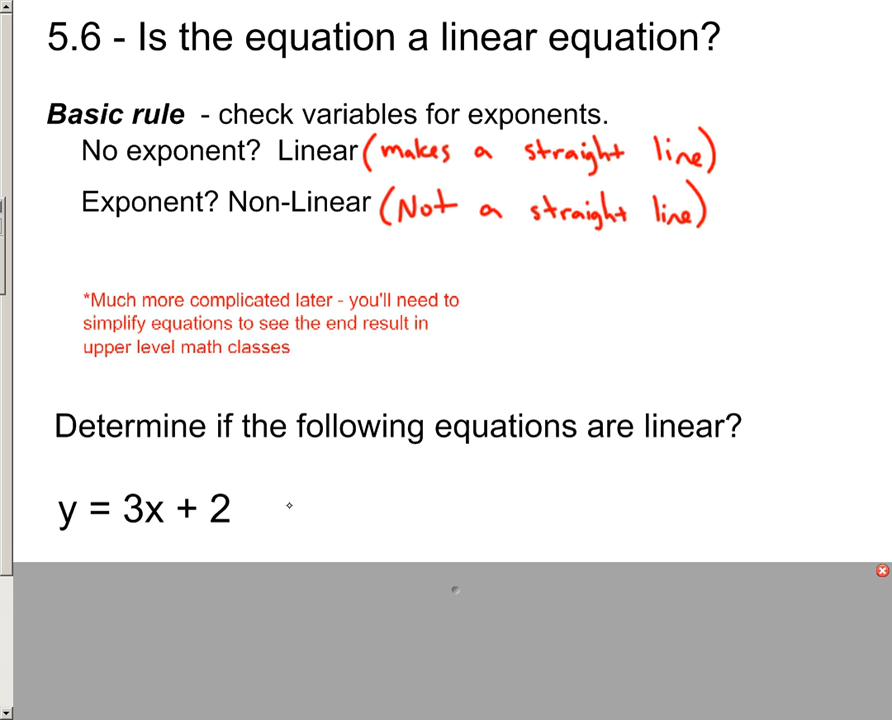 5.6 - Is the equation a linear equation?
Basic rule - check variables for exponents.
No exponent? Linear (makes a straight line)
Exponent? Non-Linear (Not a straight line)
*Much more complicated later - you'll need to
simplify equations to see the end result in
upper level math classes
Determine if the following equations are linear?
y = 3x + 2